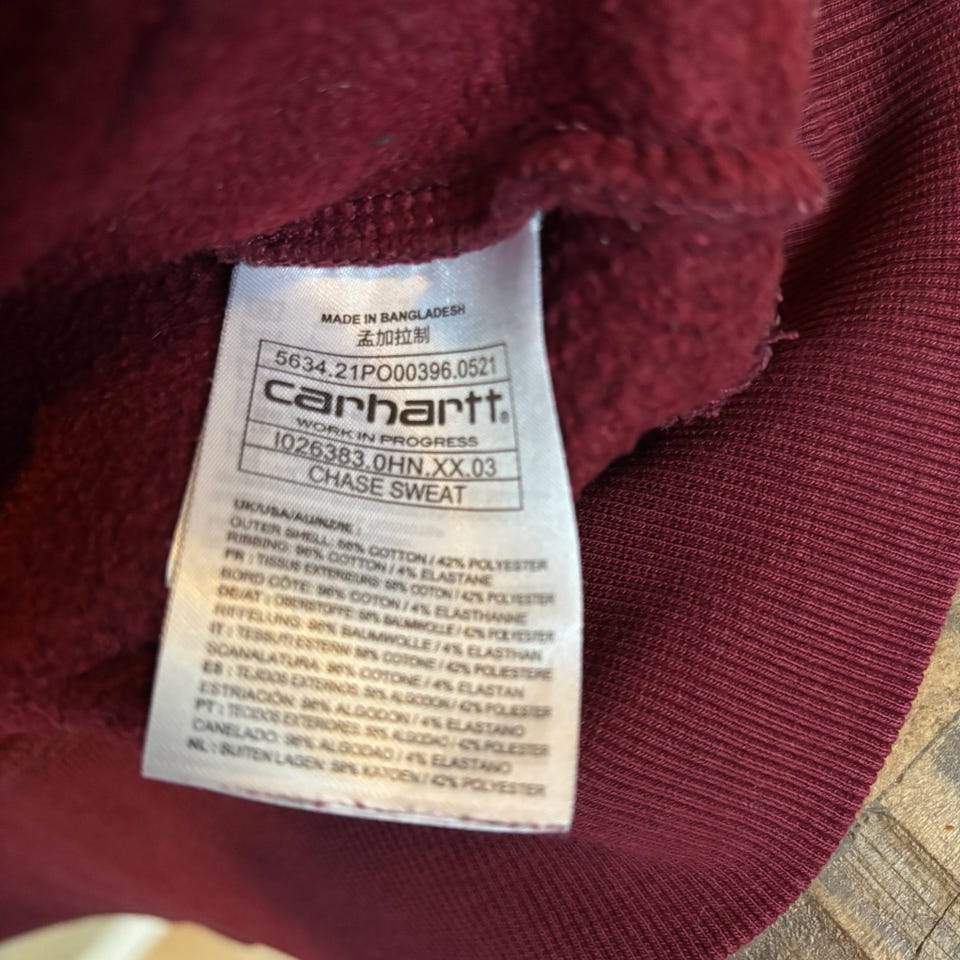 MADE IN BANGLADESH
孟加拉制
5634.21PO00396.0521
carhartt®
WORK IN PROGRESS
I026383.0HN.XX.03
CHASE SWEAT
UK/USA/AU/NZ/IE :
OUTER SHELL: 58% COTTON / 42% POLYESTER
RIBBING: 96% COTTON / 4% ELASTANE
FR : TISSUS EXTERIEURS: 58% COTON / 42% POLYESTER
BORD CÔTE: 96% COTON / 4% ELASTHANNE
DE/AT : OBERSTOFFE: 58% BAUMWOLLE / 42% POLYESTER
RIFFELUNG: 96% BAUMWOLLE / 4% ELASTHAN
IT : TESSUTI ESTERNI: 58% COTONE / 42% POLIESTERE
SCANALATURA: 96% COTONE / 4% ELASTAN
ES : TEJIDOS EXTERNOS: 58% ALGODON / 42% POLIESTER
ESTRIACIÓN: 96% ALGODON / 4% ELASTANO
PT : TECIDOS EXTERIORES: 58% ALGODAO / 42% POLIESTER
CANELADO: 96% ALGODAO / 4% ELASTANO
NL : BUITEN LAGEN: 58% KATOEN / 42% POLYESTER